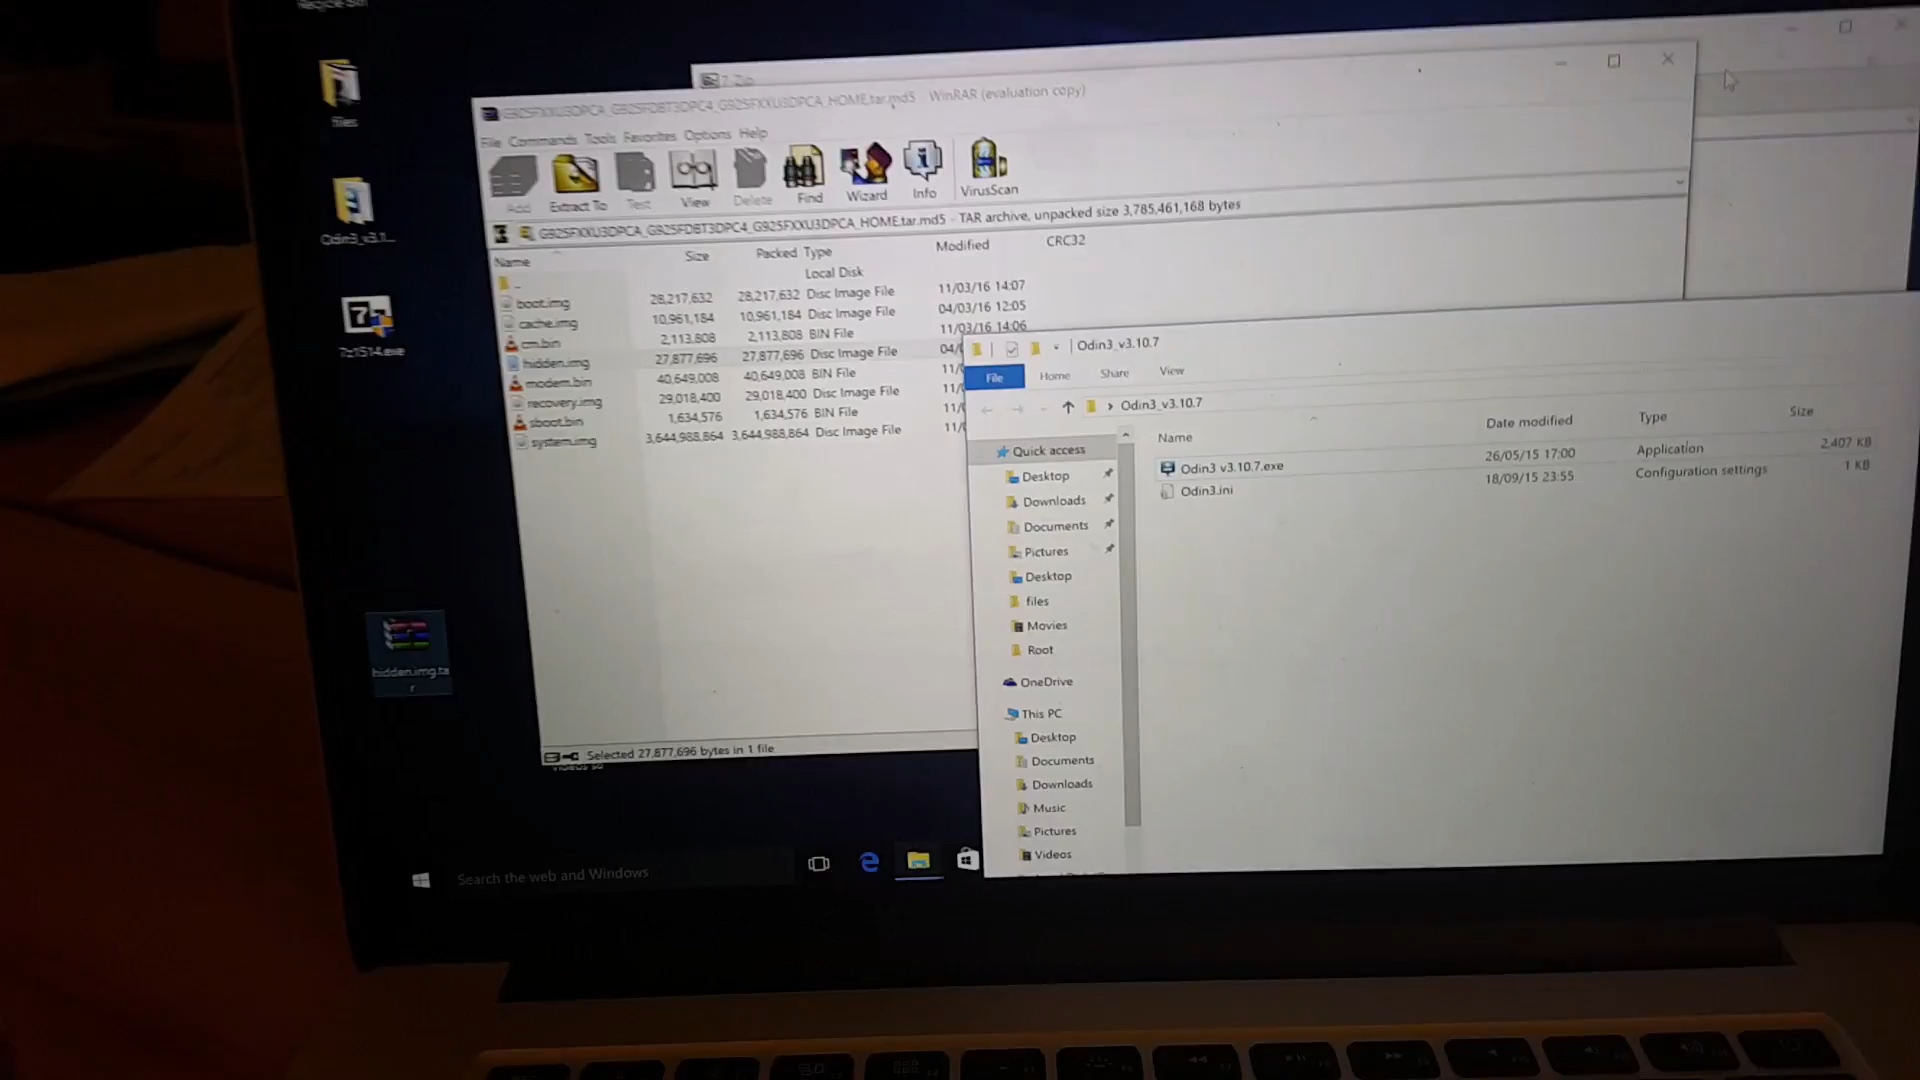 Recycle Bin
files
Odin3_v3.1...
7z1514.exe
hidden.img.ta
r
7-Zip
G925FXXU3DPCA_G925FDBT3DPC4_G925FXXU3DPCA_HOME.tar.md5 - WinRAR (evaluation copy)
File Commands Tools Favorites Options Help
Add Extract To Test View Delete Find Wizard Info VirusScan
G925FXXU3DPCA_G925FDBT3DPC4_G925FXXU3DPCA_HOME.tar.md5 - TAR archive, unpacked size 3,785,461,168 bytes
Name Size Packed Type Modified CRC32
.. Local Disk
boot.img 28,217,632 28,217,632 Disc Image File 11/03/16 14:07
cache.img 10,961,184 10,961,184 Disc Image File 04/03/16 12:05
cm.bin 2,113,808 2,113,808 BIN File 11/03/16 14:06
hidden.img 27,877,696 27,877,696 Disc Image File 04/
modem.bin 40,649,008 40,649,008 BIN File 11/
recovery.img 29,018,400 29,018,400 Disc Image File 11/
sboot.bin 1,634,576 1,634,576 BIN File 11/
system.img 3,644,988,864 3,644,988,864 Disc Image File 11/
Selected 27,877,696 bytes in 1 file
Odin3_v3.10.7
File Home Share View
Odin3_v3.10.7
Name Date modified Type Size
Odin3 v3.10.7.exe 26/05/15 17:00 Application 2,407 KB
Odin3.ini 18/09/15 23:55 Configuration settings 1 KB
Quick access
Desktop
Downloads
Documents
Pictures
Desktop
files
Movies
Root
OneDrive
This PC
Desktop
Documents
Downloads
Music
Pictures
Videos
Search the web and Windows